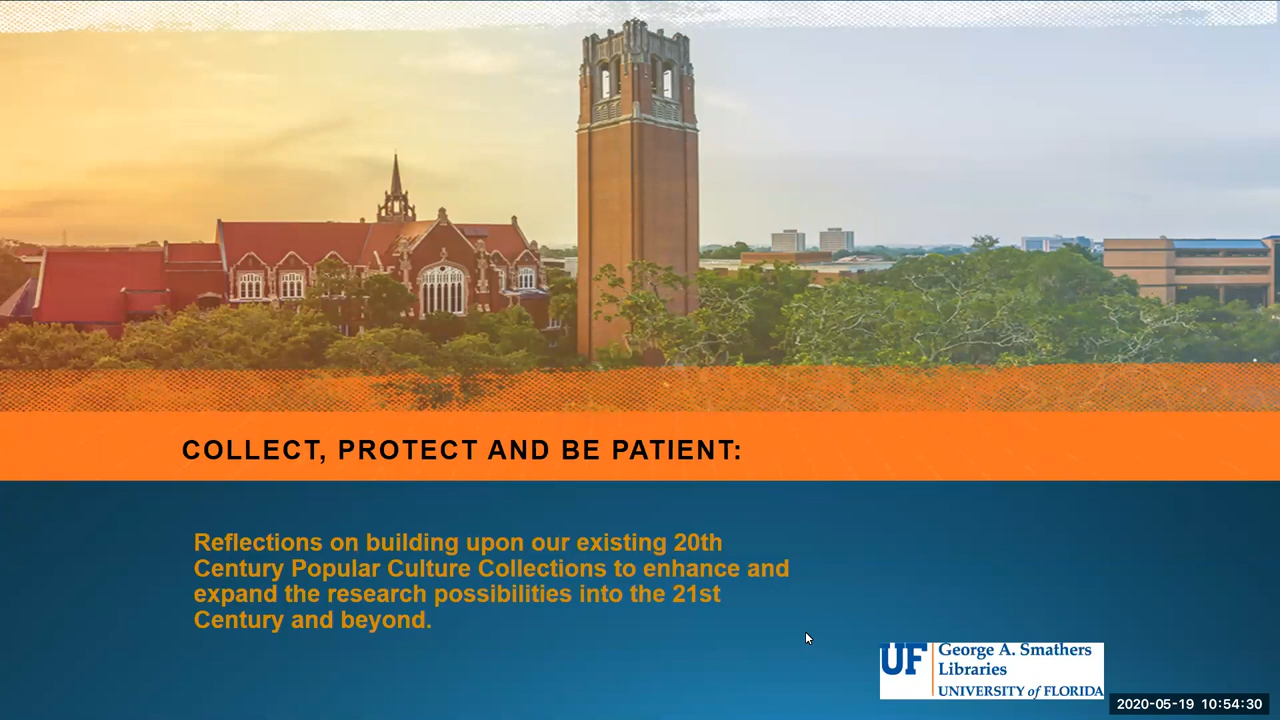 COLLECT, PROTECT AND BE PATIENT:
Reflections on building upon our existing 20th
Century Popular Culture Collections to enhance and
expand the research possibilities into the 21st
Century and beyond.
UF George A. Smathers
Libraries
UNIVERSITY of FLORIDA
2020-05-19 10:54:30